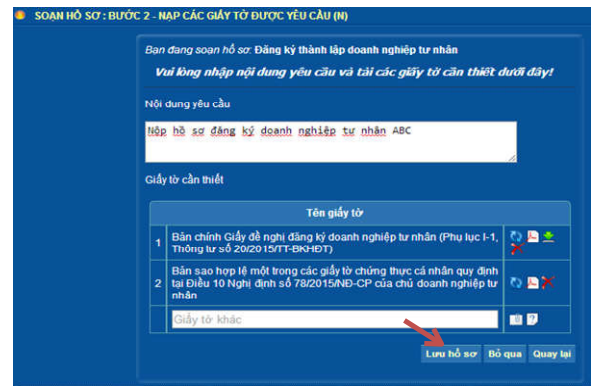 SOẠN HỒ SƠ : BƯỚC 2 - NẠP CÁC GIẤY TỜ ĐƯỢC YÊU CẦU (N)
Bạn đang soạn hồ sơ: Đăng ký thành lập doanh nghiệp tư nhân
Vui lòng nhập nội dung yêu cầu và tải các giấy tờ cần thiết dưới đây!
Nội dung yêu cầu
Nộp hồ sơ đăng ký doanh nghiệp tư nhân ABC
Giấy tờ cần thiết
Tên giấy tờ
1 Bản chính Giấy đề nghị đăng ký doanh nghiệp tư nhân (Phụ lục I-1,
Thông tư số 20/2015/TT-BKHĐT)
Bản sao hợp lệ một trong các giấy tờ chứng thực cá nhân quy định
2 tại Điều 10 Nghị định số 78/2015/NĐ-CP của chủ doanh nghiệp tư
nhân
Giấy tờ khác
Lưu hồ sơ Bỏ qua Quay lại